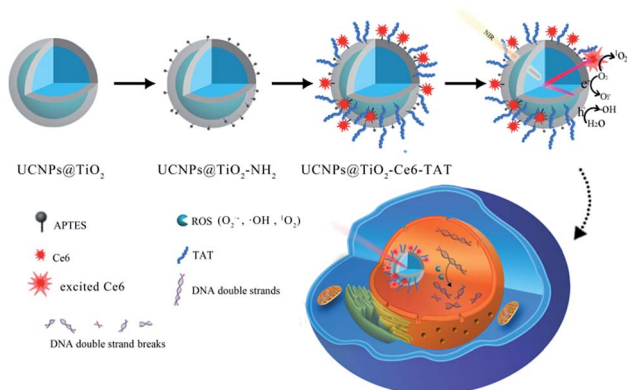 NIR
¹O₂
e⁻
O₂
O₂⁻
h
·OH
H₂O
UCNPs@TiO₂
UCNPs@TiO₂-NH₂
UCNPs@TiO₂-Ce6-TAT
APTES
ROS (O₂⁻·, ·OH , ¹O₂)
Ce6
TAT
excited Ce6
DNA double strands
DNA double strand breaks